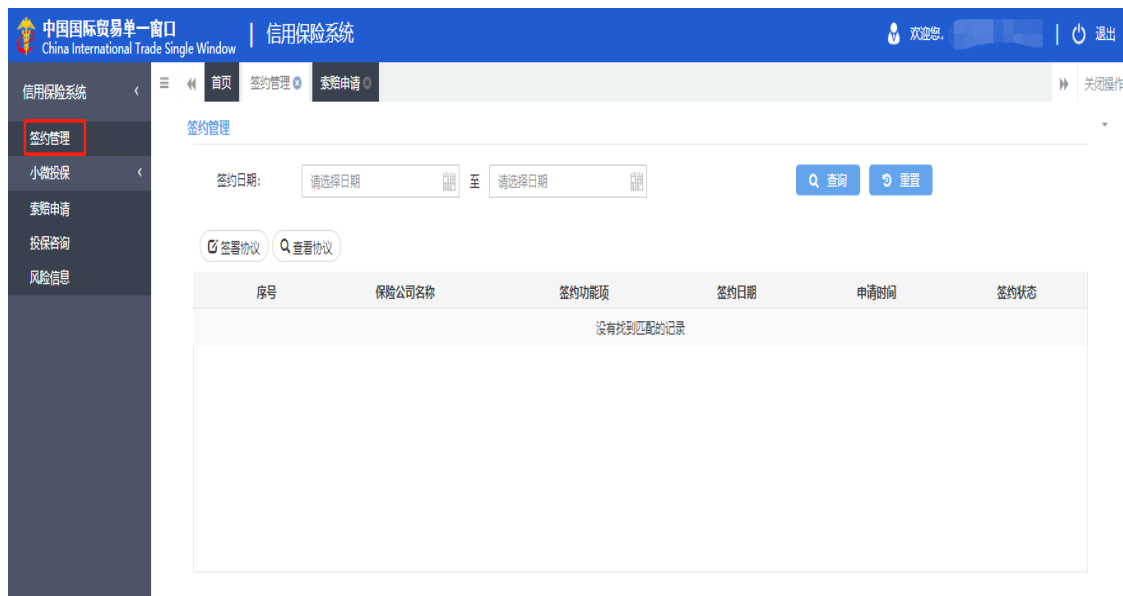 中国国际贸易单一窗口
China International Trade Single Window
信用保险系统
欢迎您,
退出
信用保险系统
首页 签约管理 索赔申请
关闭操作
签约管理
签约管理
小微投保
签约日期: 请选择日期 至 请选择日期 查询 重置
索赔申请
投保咨询
签署协议 查看协议
风险信息
序号 保险公司名称 签约功能项 签约日期 申请时间 签约状态
没有找到匹配的记录